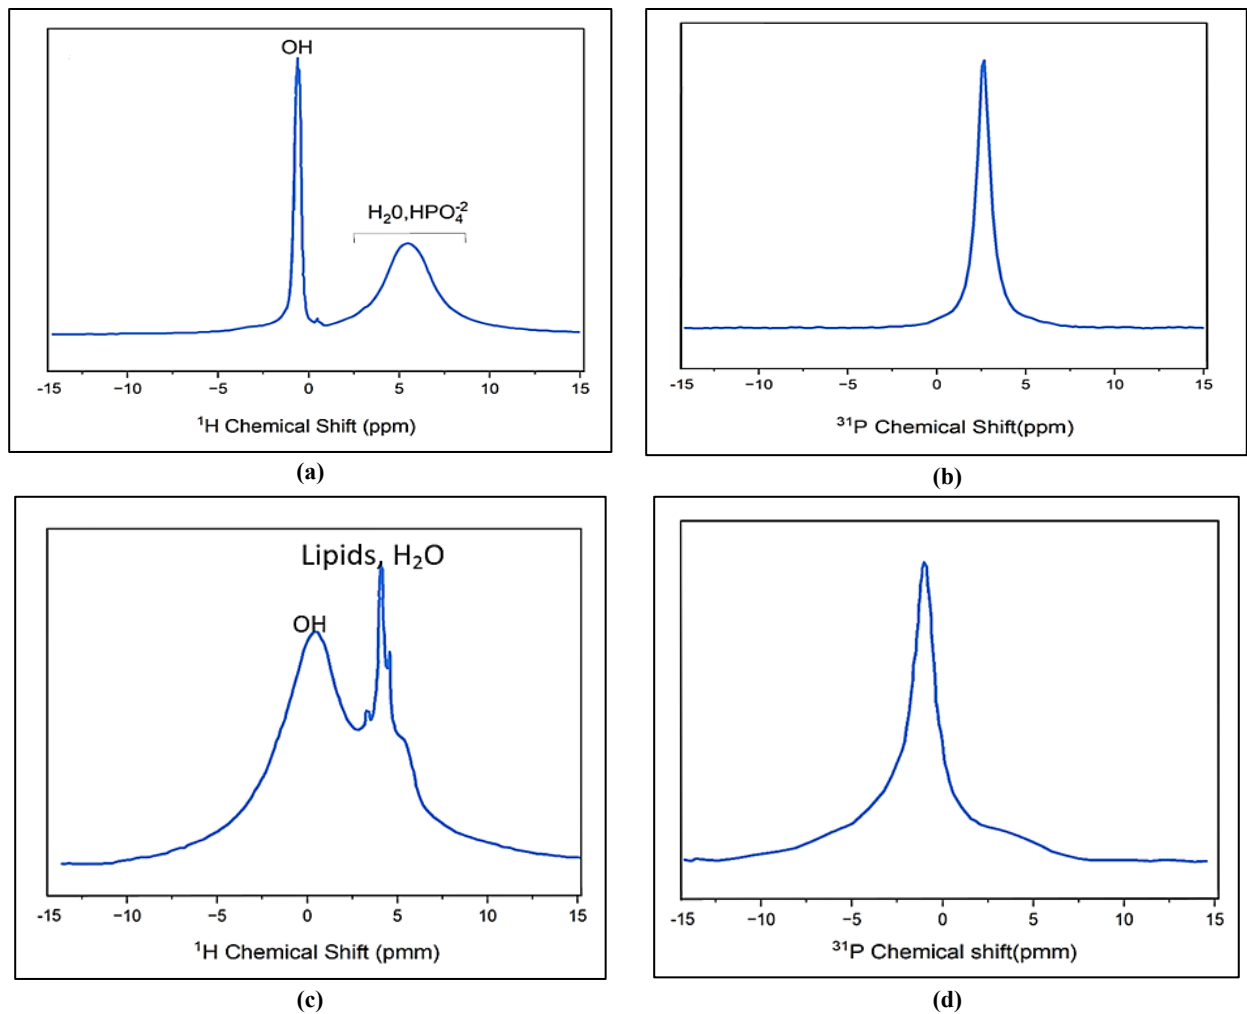 OH
H₂0,HPO₄⁻²
-15 −10 −5 0 5 10 15
¹H Chemical Shift (ppm)
(a)
-15 −10 −5 0 5 10 15
³¹P Chemical Shift(ppm)
(b)
Lipids, H₂O
OH
-15 −10 −5 0 5 10 15
¹H Chemical Shift (pmm)
(c)
-15 −10 −5 0 5 10 15
³¹P Chemical shift(pmm)
(d)